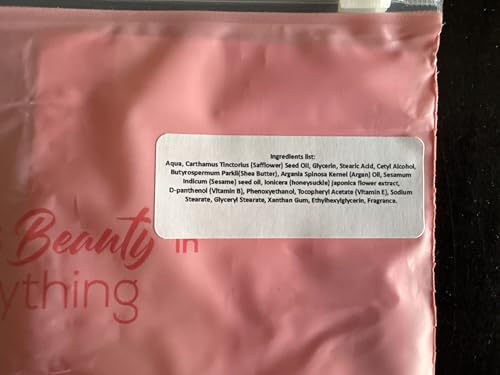 Ingredients list:
Aqua, Carthamus Tinctorius (Safflower) Seed Oil, Glycerin, Stearic Acid, Cetyl Alcohol,
Butyrospermum Parkii(Shea Butter), Argania Spinosa Kernel (Argan) Oil, Sesamum
Indicum (Sesame) seed oil, lonicera (honeysuckle) japonica flower extract,
D-panthenol (Vitamin B), Phenoxyethanol, Tocopheryl Acetate (Vitamin E), Sodium
Stearate, Glyceryl Stearate, Xanthan Gum, Ethylhexylglycerin, Fragrance.
Beauty in
ything